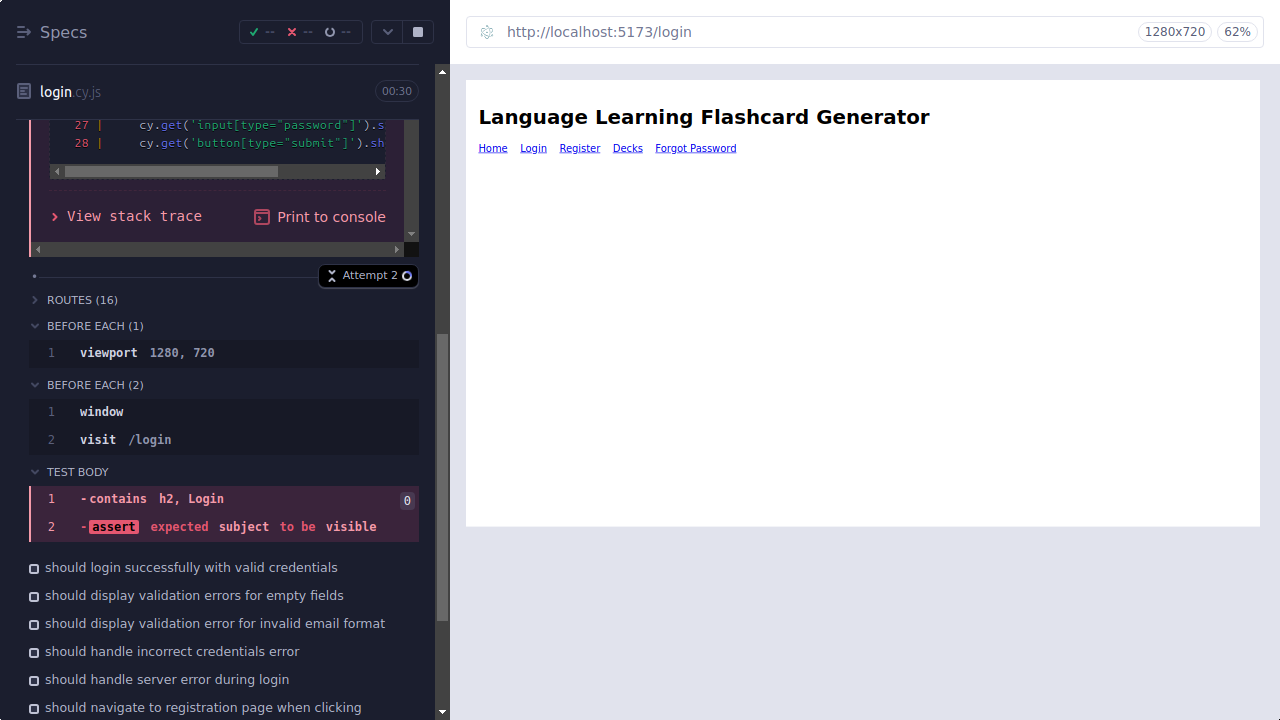 Specs
--
--
--
login.cy.js
00:30
27 | cy.get('input[type="password"]').s
28 | cy.get('button[type="submit"]').sh
View stack trace
Print to console
Attempt 2
ROUTES (16)
BEFORE EACH (1)
1 viewport 1280, 720
BEFORE EACH (2)
1 window
2 visit /login
TEST BODY
1 -contains h2, Login 0
2 -assert expected subject to be visible
should login successfully with valid credentials
should display validation errors for empty fields
should display validation error for invalid email format
should handle incorrect credentials error
should handle server error during login
should navigate to registration page when clicking
http://localhost:5173/login
1280x720
62%
Language Learning Flashcard Generator
Home Login Register Decks Forgot Password